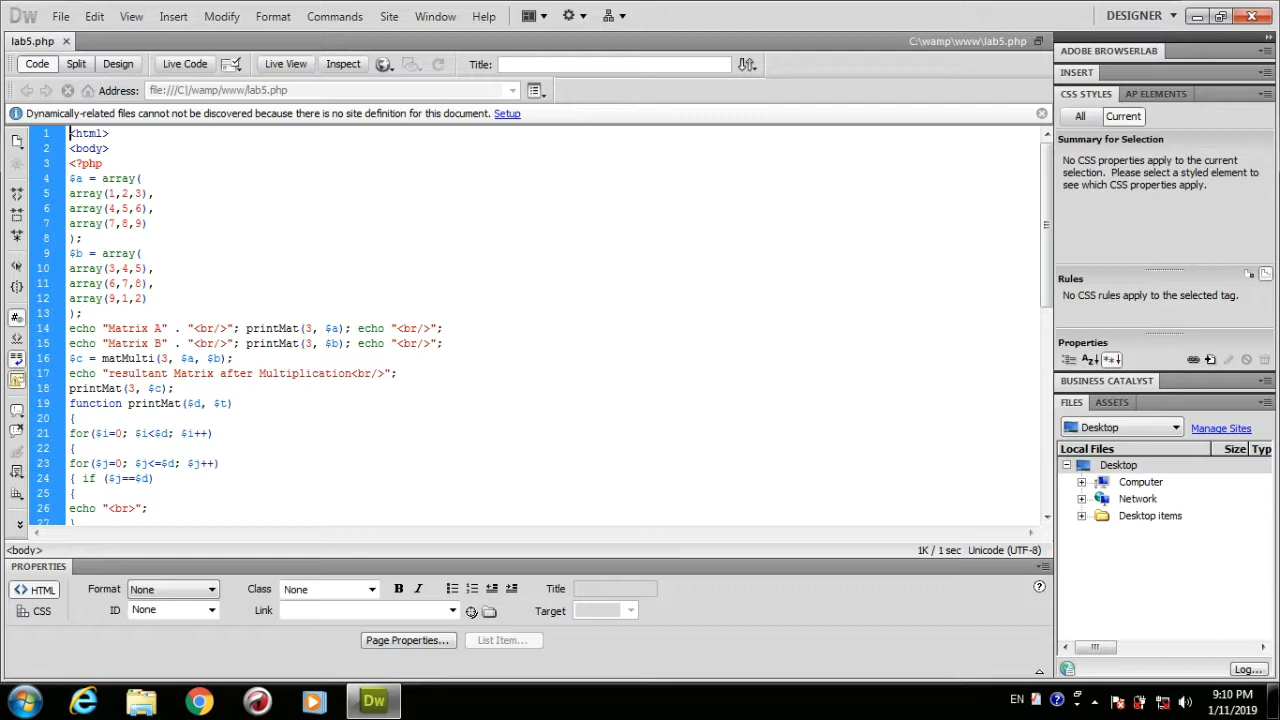 Dw File Edit View Insert Modify Format Commands Site Window Help DESIGNER
lab5.php C:\wamp\www\lab5.php
Code Split Design Live Code Live View Inspect Title:
Address: file:///C|/wamp/www/lab5.php
Dynamically-related files cannot not be discovered because there is no site definition for this document. Setup
1 <html>
2 <body>
3 <?php
4 $a = array(
5 array(1,2,3),
6 array(4,5,6),
7 array(7,8,9)
8 );
9 $b = array(
10 array(3,4,5),
11 array(6,7,8),
12 array(9,1,2)
13 );
14 echo "Matrix A" . "<br/>"; printMat(3, $a); echo "<br/>";
15 echo "Matrix B" . "<br/>"; printMat(3, $b); echo "<br/>";
16 $c = matMulti(3, $a, $b);
17 echo "resultant Matrix after Multiplication<br/>";
18 printMat(3, $c);
19 function printMat($d, $t)
20 {
21 for($i=0; $i<$d; $i++)
22 {
23 for($j=0; $j<=$d; $j++)
24 { if ($j==$d)
25 {
26 echo "<br>";
27 }
<body> 1K / 1 sec Unicode (UTF-8)
PROPERTIES
HTML Format None Class None B I Title
CSS ID None Link Target
Page Properties... List Item...
ADOBE BROWSERLAB
INSERT
CSS STYLES AP ELEMENTS
All Current
Summary for Selection
No CSS properties apply to the current
selection. Please select a styled element to
see which CSS properties apply.
Rules
No CSS rules apply to the selected tag.
Properties
BUSINESS CATALYST
FILES ASSETS
Desktop Manage Sites
Local Files Size Typ
Desktop
Computer
Network
Desktop items
Log...
Dw EN 9:10 PM
1/11/2019